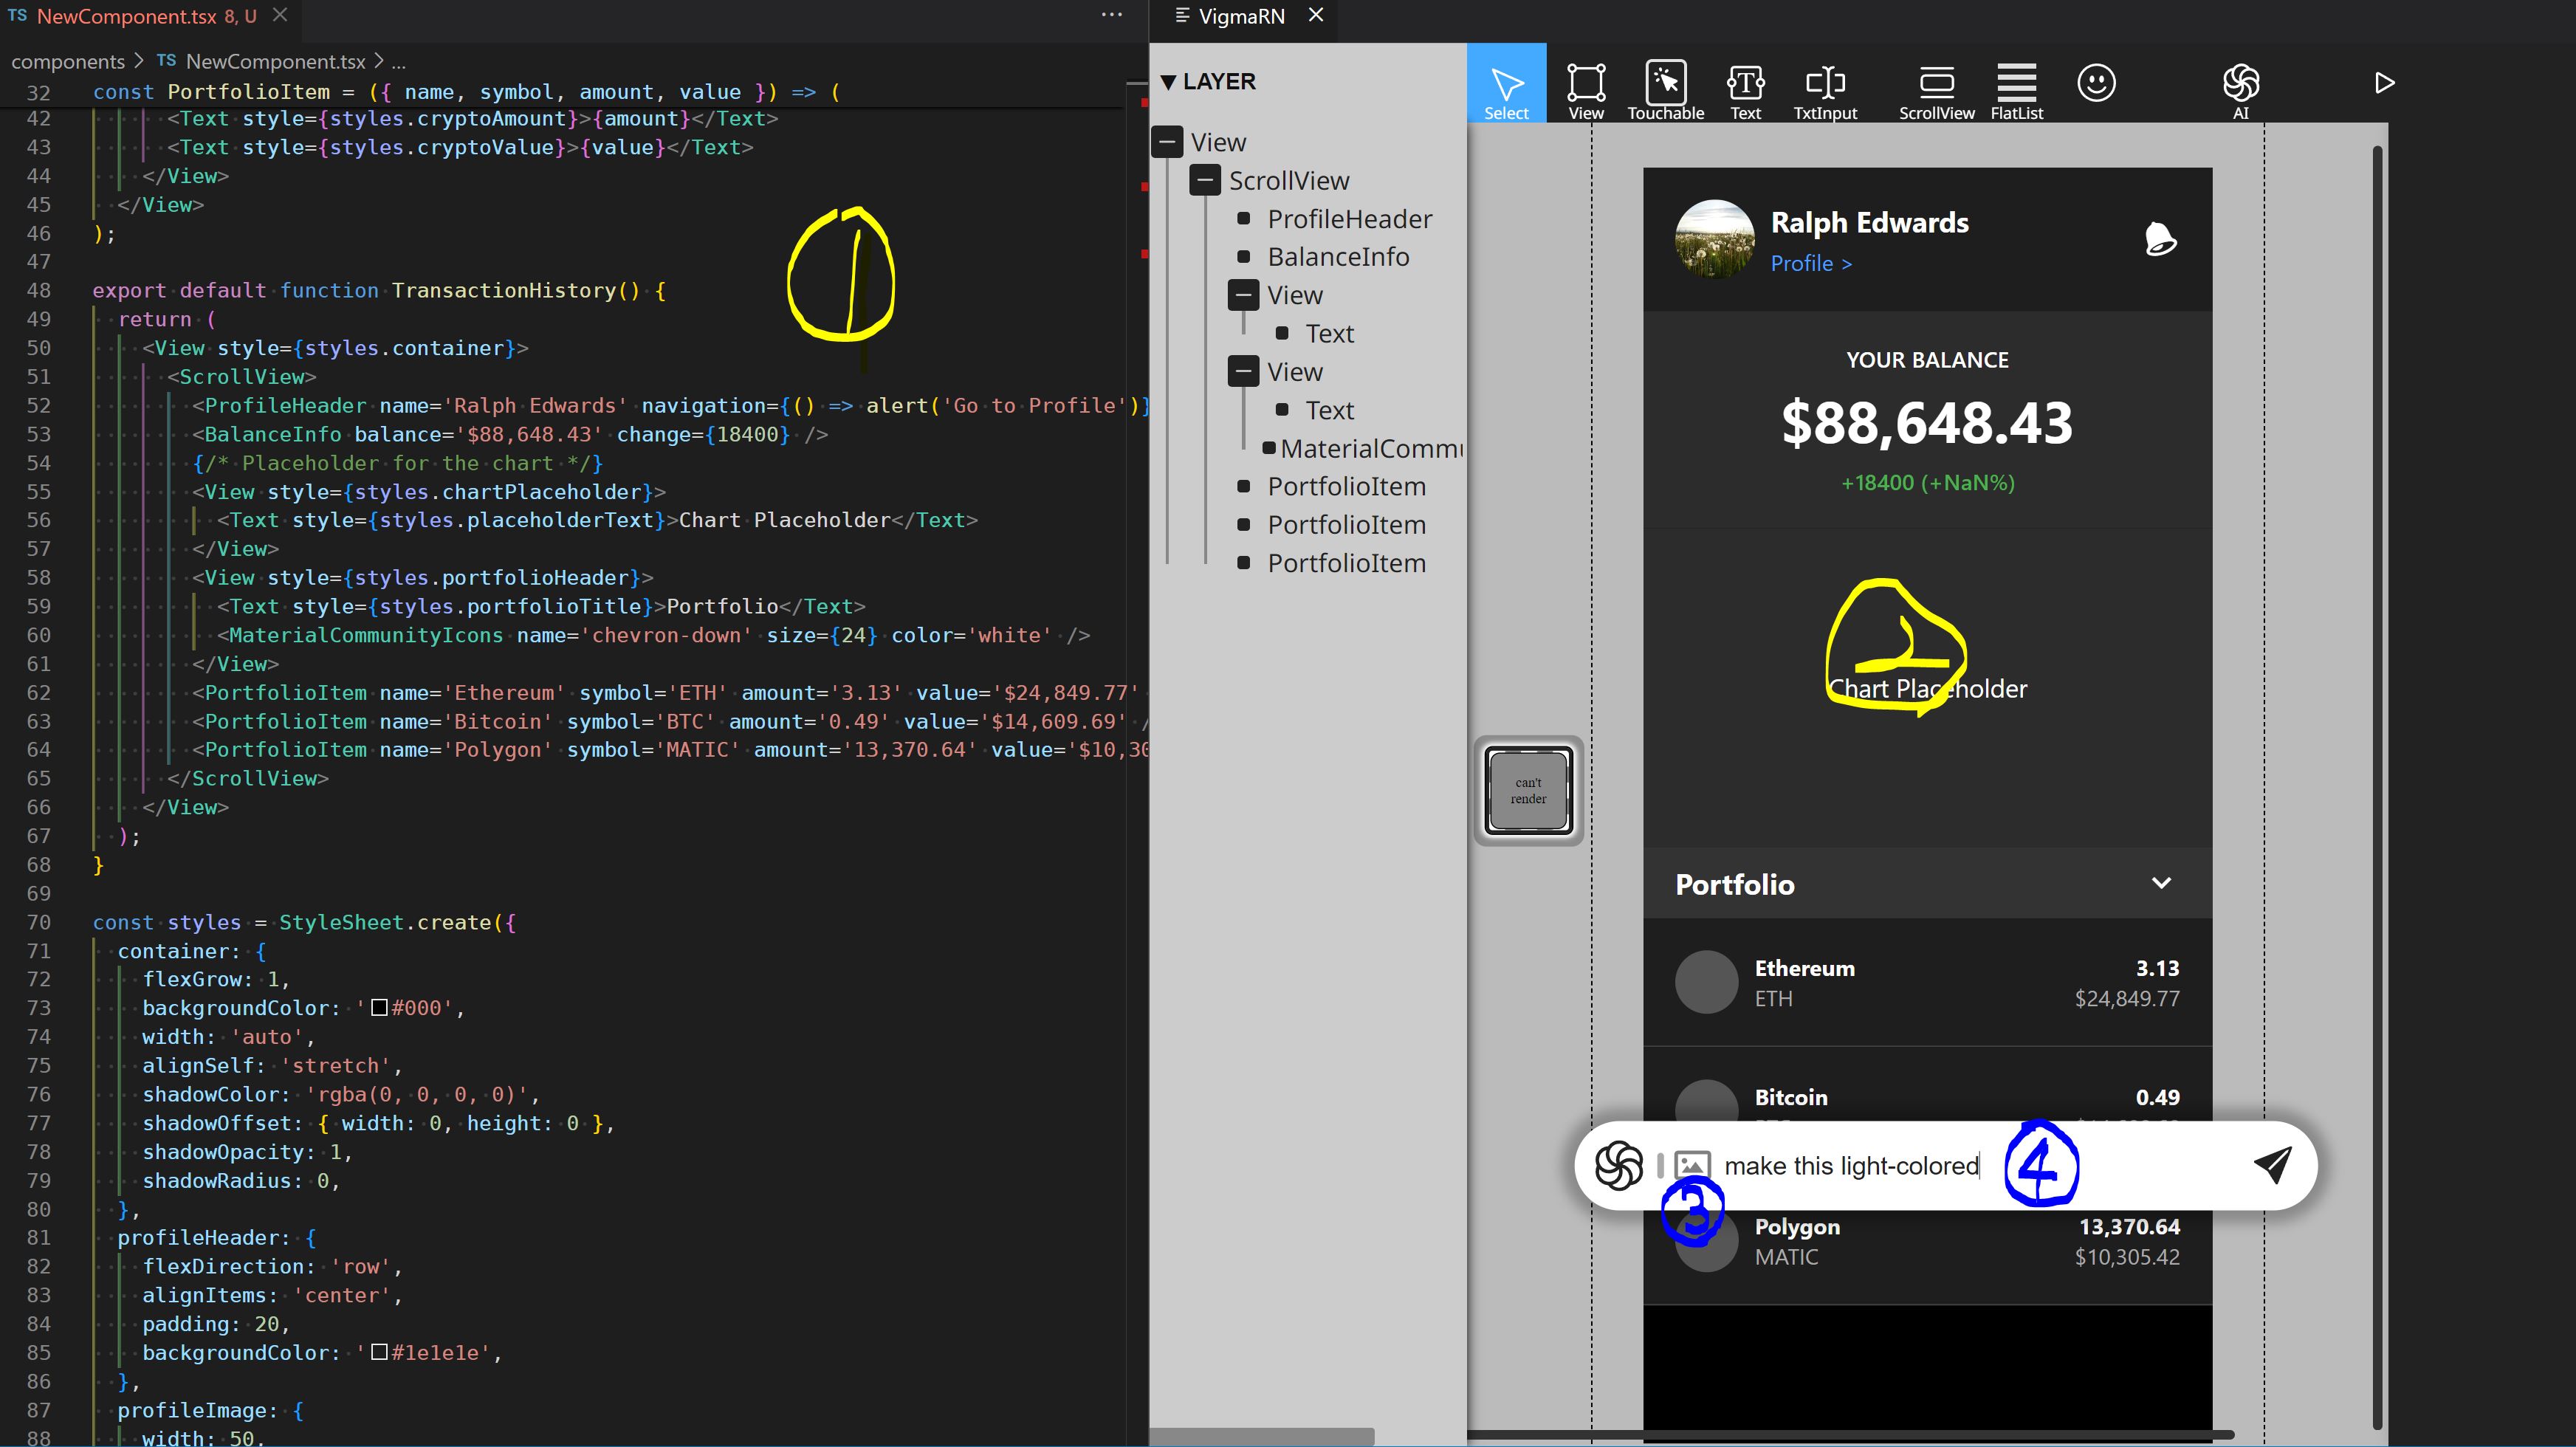 TS NewComponent.tsx 8, U
components > TS NewComponent.tsx > ...
32 const PortfolioItem = ({ name, symbol, amount, value }) => (
42 <Text style={styles.cryptoAmount}>{amount}</Text>
43 <Text style={styles.cryptoValue}>{value}</Text>
44 </View>
45 </View>
46 );
47
48 export default function TransactionHistory() {
49 return (
50 <View style={styles.container}>
51 <ScrollView>
52 <ProfileHeader name='Ralph Edwards' navigation={() => alert('Go to Profile')}
53 <BalanceInfo balance='$88,648.43' change={18400} />
54 {/* Placeholder for the chart */}
55 <View style={styles.chartPlaceholder}>
56 <Text style={styles.placeholderText}>Chart Placeholder</Text>
57 </View>
58 <View style={styles.portfolioHeader}>
59 <Text style={styles.portfolioTitle}>Portfolio</Text>
60 <MaterialCommunityIcons name='chevron-down' size={24} color='white' />
61 </View>
62 <PortfolioItem name='Ethereum' symbol='ETH' amount='3.13' value='$24,849.77'
63 <PortfolioItem name='Bitcoin' symbol='BTC' amount='0.49' value='$14,609.69' /
64 <PortfolioItem name='Polygon' symbol='MATIC' amount='13,370.64' value='$10,30
65 </ScrollView>
66 </View>
67 );
68 }
69
70 const styles = StyleSheet.create({
71 container: {
72 flexGrow: 1,
73 backgroundColor: '#000',
74 width: 'auto',
75 alignSelf: 'stretch',
76 shadowColor: 'rgba(0, 0, 0, 0)',
77 shadowOffset: { width: 0, height: 0 },
78 shadowOpacity: 1,
79 shadowRadius: 0,
80 },
81 profileHeader: {
82 flexDirection: 'row',
83 alignItems: 'center',
84 padding: 20,
85 backgroundColor: '#1e1e1e',
86 },
87 profileImage: {
88 width: 50,
1
VigmaRN
▼ LAYER
View
ScrollView
ProfileHeader
BalanceInfo
View
Text
View
Text
MaterialCommu
PortfolioItem
PortfolioItem
PortfolioItem
Select View Touchable Text TxtInput ScrollView FlatList AI
can't
render
Ralph Edwards
Profile >
YOUR BALANCE
$88,648.43
+18400 (+NaN%)
2
Chart Placeholder
Portfolio
Ethereum 3.13
ETH $24,849.77
Bitcoin 0.49
make this light-colored 4
3
Polygon 13,370.64
MATIC $10,305.42